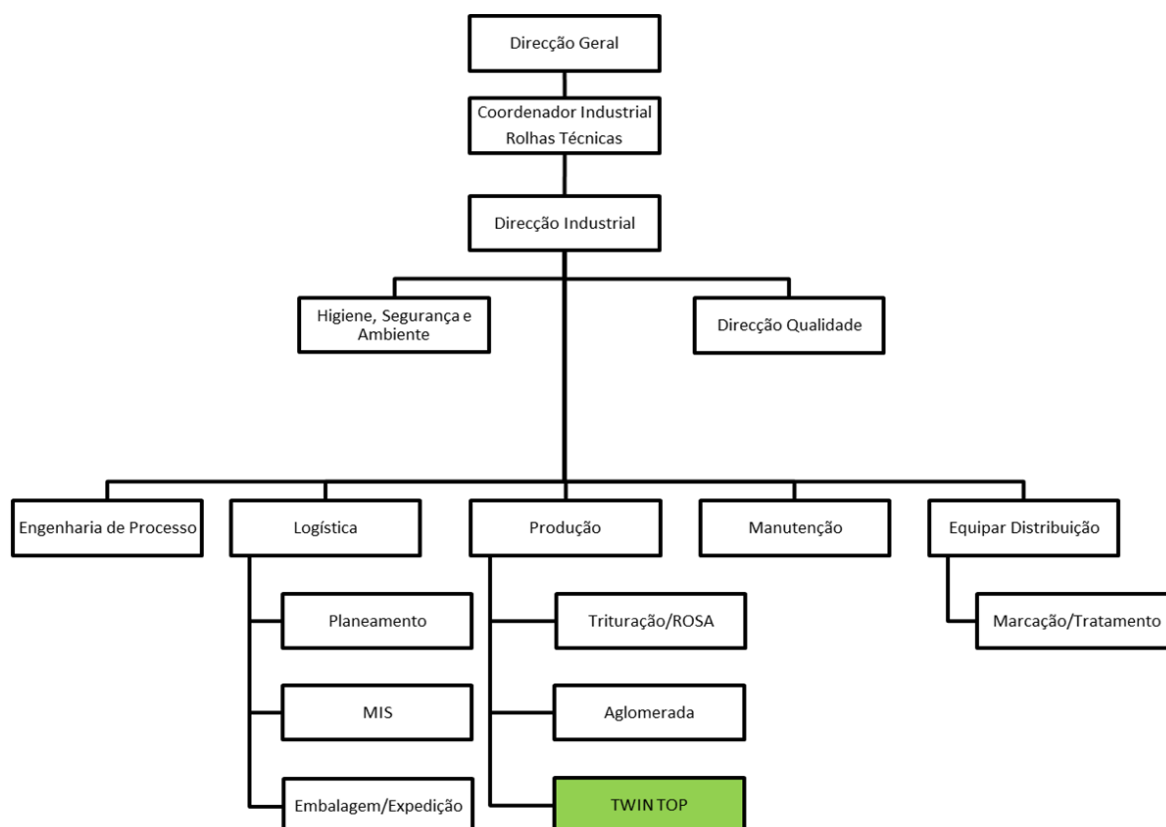 Direcção Geral
Coordenador Industrial
Rolhas Técnicas
Direcção Industrial
Higiene, Segurança e
Ambiente
Direcção Qualidade
Engenharia de Processo
Logística
Produção
Manutenção
Equipar Distribuição
Planeamento
Trituração/ROSA
Marcação/Tratamento
MIS
Aglomerada
Embalagem/Expedição
TWIN TOP